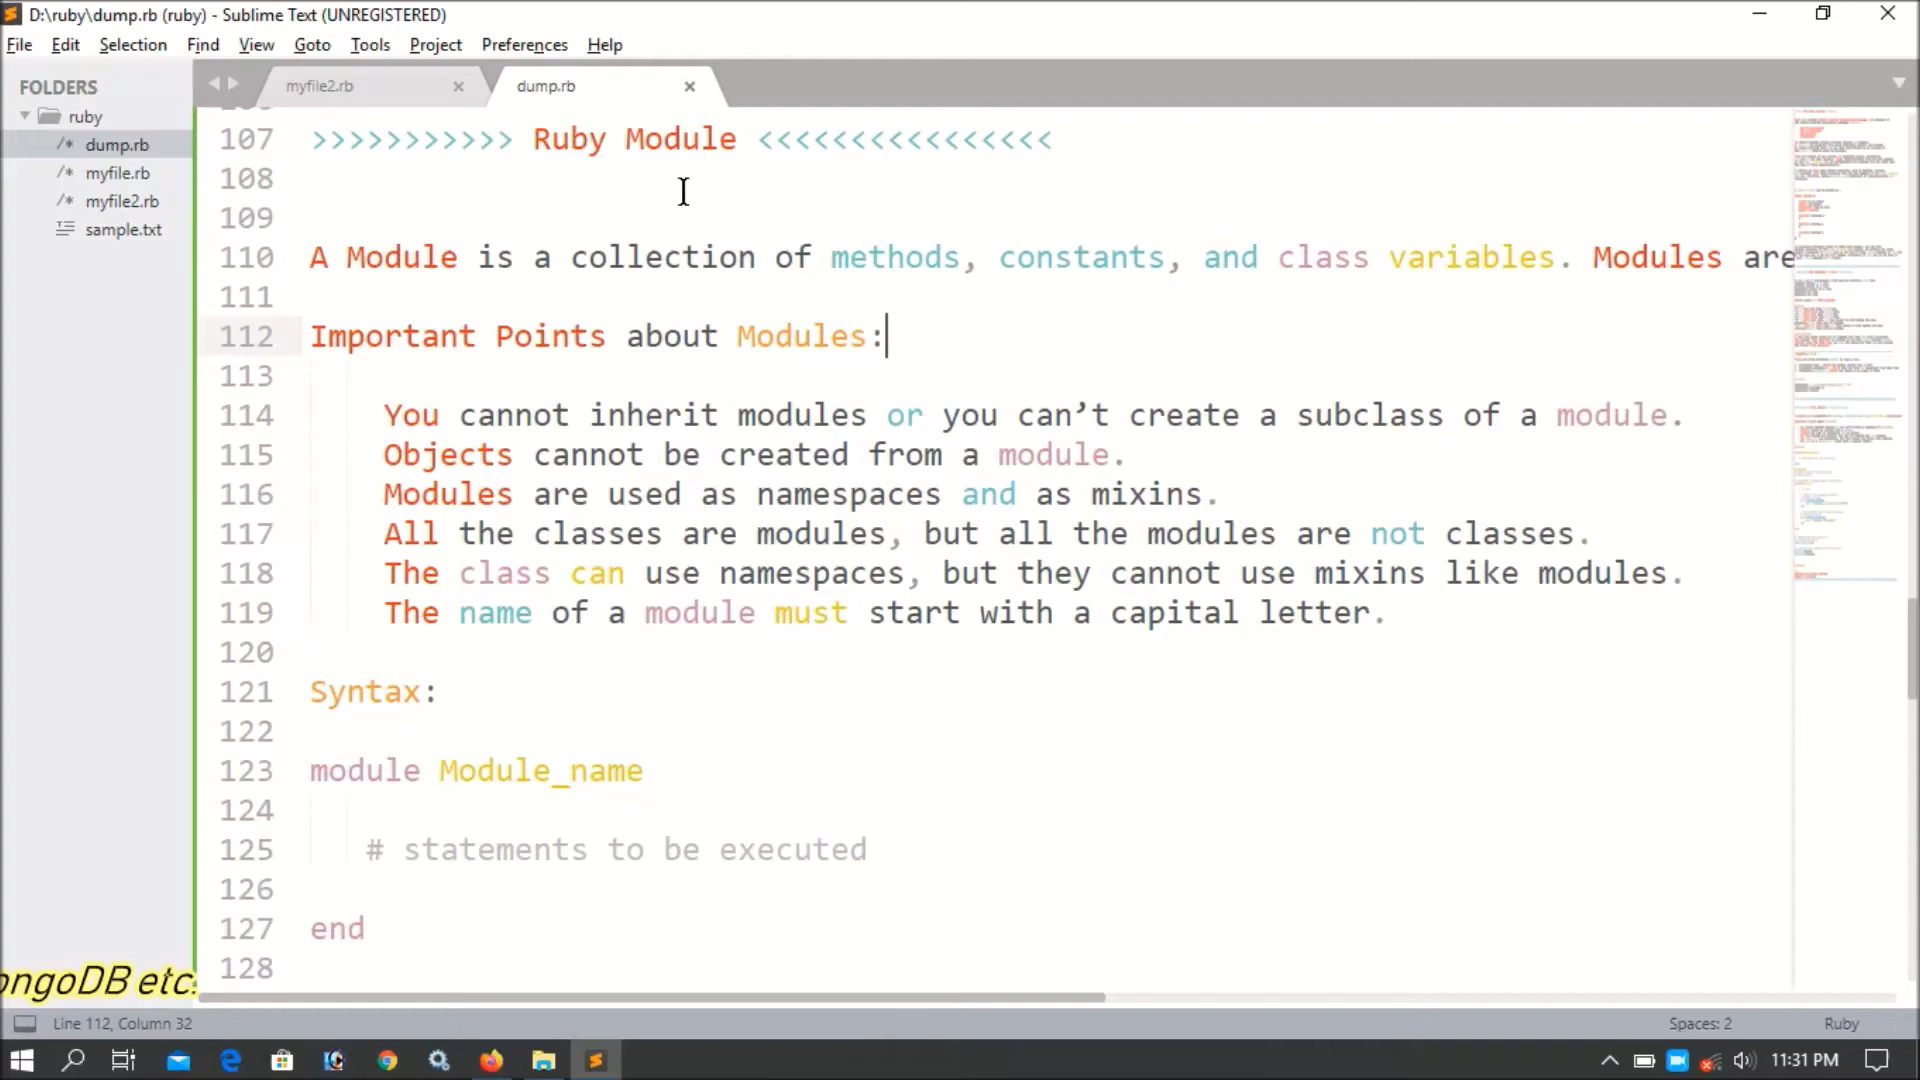 D:\ruby\dump.rb (ruby) - Sublime Text (UNREGISTERED)
File Edit Selection Find View Goto Tools Project Preferences Help
FOLDERS
ruby
/* dump.rb
/* myfile.rb
/* myfile2.rb
sample.txt
myfile2.rb
dump.rb
107 >>>>>>>>>>> Ruby Module <<<<<<<<<<<<<<<<
108
109
110 A Module is a collection of methods, constants, and class variables. Modules are
111
112 Important Points about Modules:
113
114 You cannot inherit modules or you can’t create a subclass of a module.
115 Objects cannot be created from a module.
116 Modules are used as namespaces and as mixins.
117 All the classes are modules, but all the modules are not classes.
118 The class can use namespaces, but they cannot use mixins like modules.
119 The name of a module must start with a capital letter.
120
121 Syntax:
122
123 module Module_name
124
125 # statements to be executed
126
127 end
128
ongoDB etc.
Line 112, Column 32
Spaces: 2
Ruby
11:31 PM